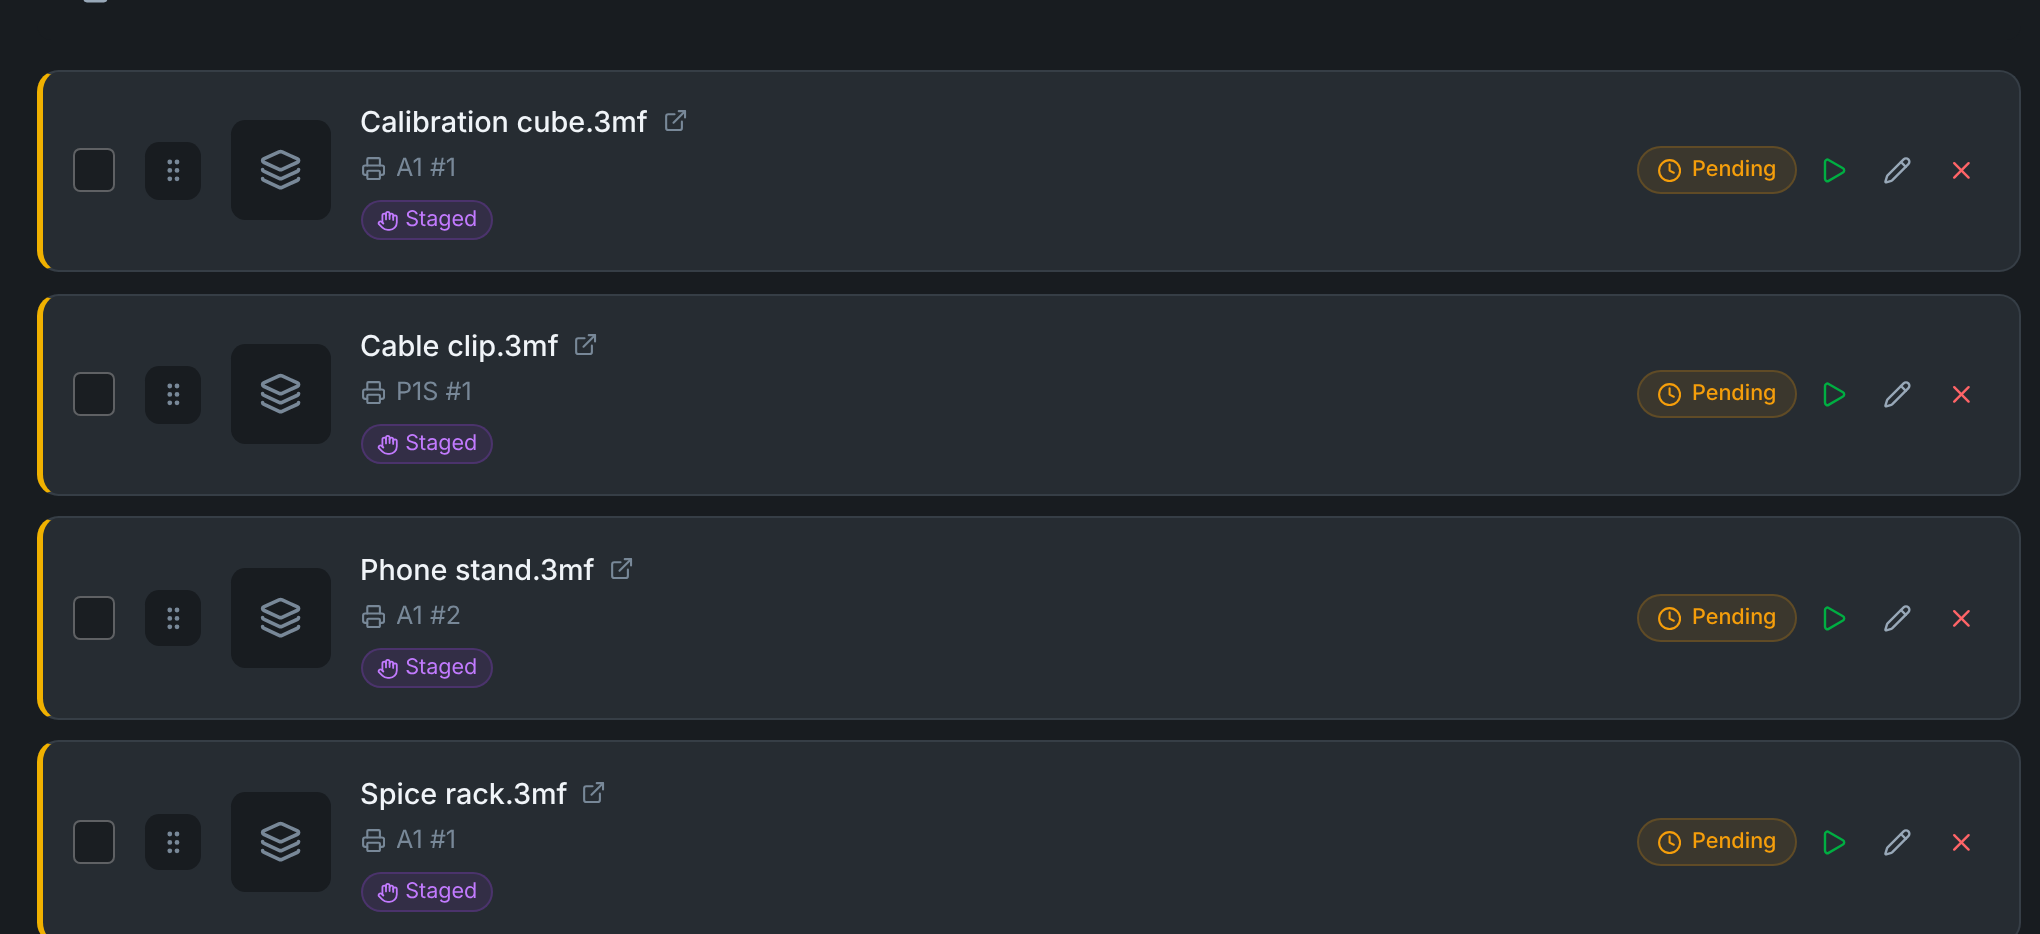 Calibration cube.3mf
A1 #1
Staged
Pending
Cable clip.3mf
P1S #1
Staged
Pending
Phone stand.3mf
A1 #2
Staged
Pending
Spice rack.3mf
A1 #1
Staged
Pending